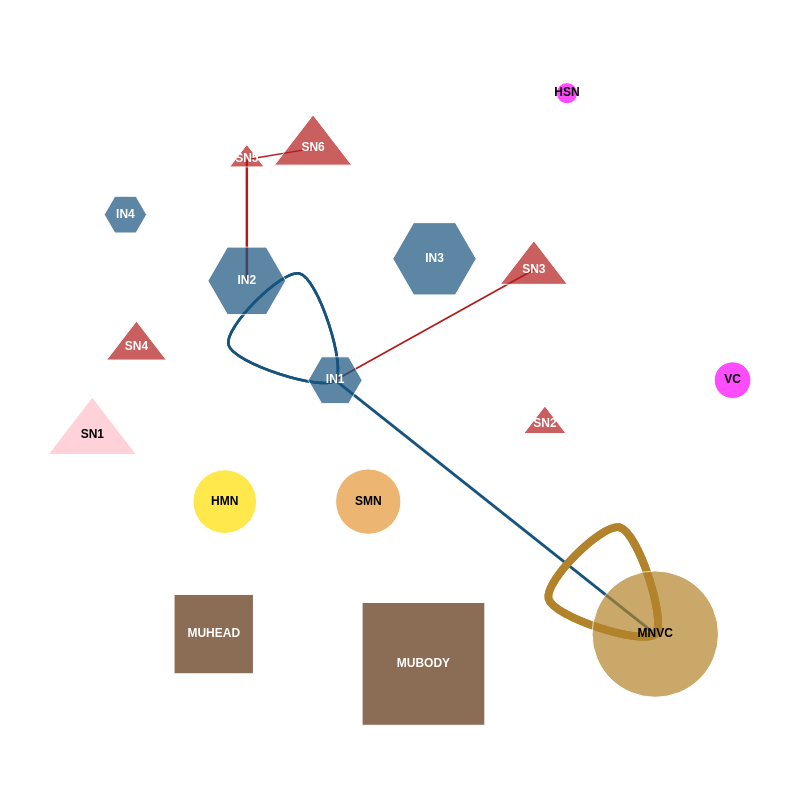 HSN
SN6
SN5
IN4
IN3
SN3
IN2
SN4
IN1
VC
SN2
SN1
HMN
SMN
MUHEAD
MNVC
MUBODY